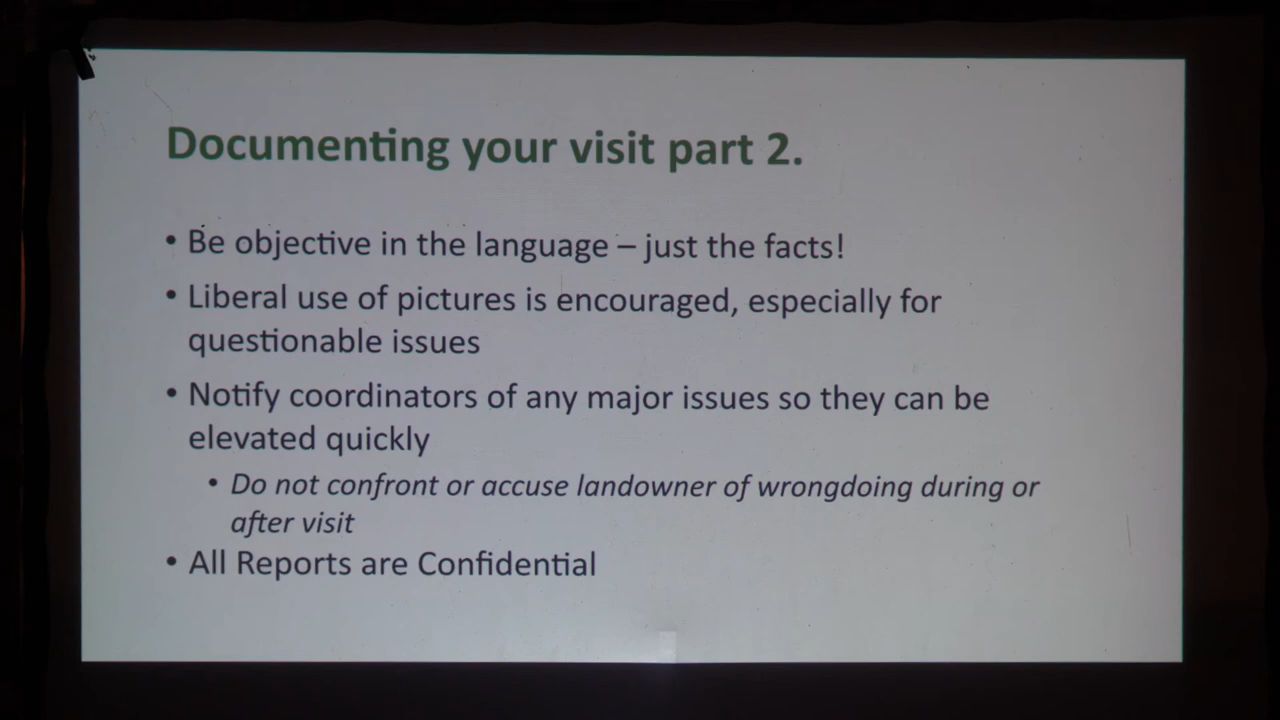 Documenting your visit part 2.
• Be objective in the language – just the facts!
• Liberal use of pictures is encouraged, especially for
questionable issues
• Notify coordinators of any major issues so they can be
elevated quickly
• Do not confront or accuse landowner of wrongdoing during or
after visit
• All Reports are Confidential